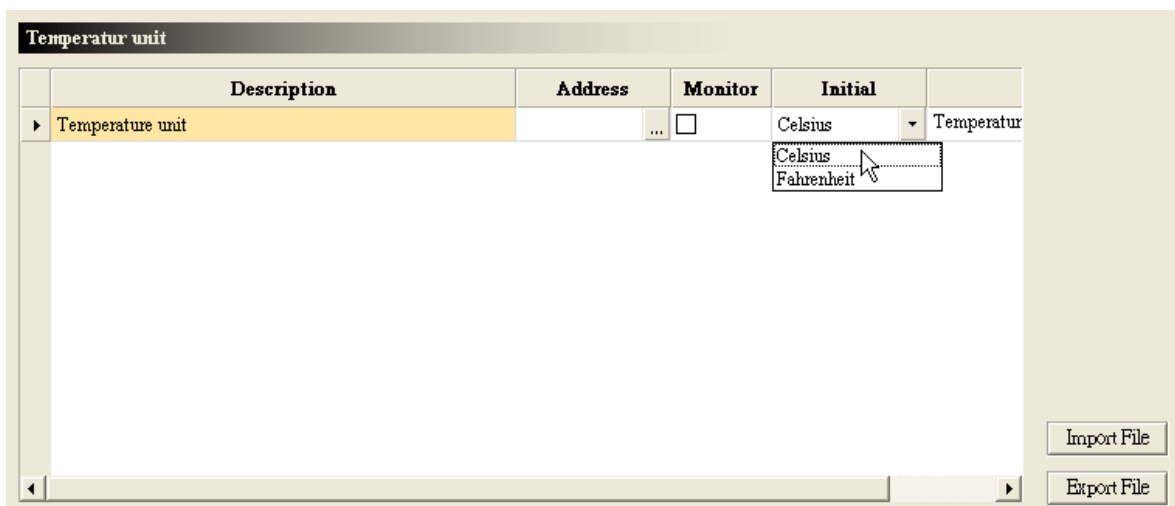 Temperatur unit
Description Address Monitor Initial
Temperature unit ... Celsius Temperatur
Celsius
Fahrenheit
Import File
Export File